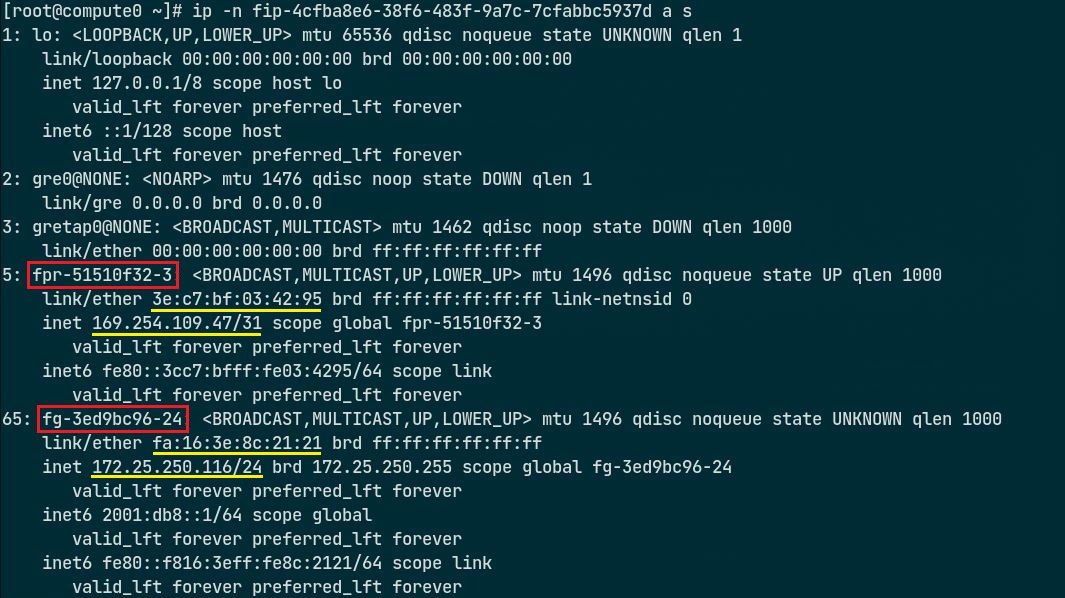 [root@compute0 ~]# ip -n fip-4cfba8e6-38f6-483f-9a7c-7cfabbc5937d a s
1: lo: <LOOPBACK,UP,LOWER_UP> mtu 65536 qdisc noqueue state UNKNOWN qlen 1
    link/loopback 00:00:00:00:00:00 brd 00:00:00:00:00:00
    inet 127.0.0.1/8 scope host lo
       valid_lft forever preferred_lft forever
    inet6 ::1/128 scope host
       valid_lft forever preferred_lft forever
2: gre0@NONE: <NOARP> mtu 1476 qdisc noop state DOWN qlen 1
    link/gre 0.0.0.0 brd 0.0.0.0
3: gretap0@NONE: <BROADCAST,MULTICAST> mtu 1462 qdisc noop state DOWN qlen 1000
    link/ether 00:00:00:00:00:00 brd ff:ff:ff:ff:ff:ff
5: fpr-51510f32-3 <BROADCAST,MULTICAST,UP,LOWER_UP> mtu 1496 qdisc noqueue state UP qlen 1000
    link/ether 3e:c7:bf:03:42:95 brd ff:ff:ff:ff:ff:ff link-netnsid 0
    inet 169.254.109.47/31 scope global fpr-51510f32-3
       valid_lft forever preferred_lft forever
    inet6 fe80::3cc7:bfff:fe03:4295/64 scope link
       valid_lft forever preferred_lft forever
65: fg-3ed9bc96-24 <BROADCAST,MULTICAST,UP,LOWER_UP> mtu 1496 qdisc noqueue state UNKNOWN qlen 1000
    link/ether fa:16:3e:8c:21:21 brd ff:ff:ff:ff:ff:ff
    inet 172.25.250.116/24 brd 172.25.250.255 scope global fg-3ed9bc96-24
       valid_lft forever preferred_lft forever
    inet6 2001:db8::1/64 scope global
       valid_lft forever preferred_lft forever
    inet6 fe80::f816:3eff:fe8c:2121/64 scope link
       valid_lft forever preferred_lft forever